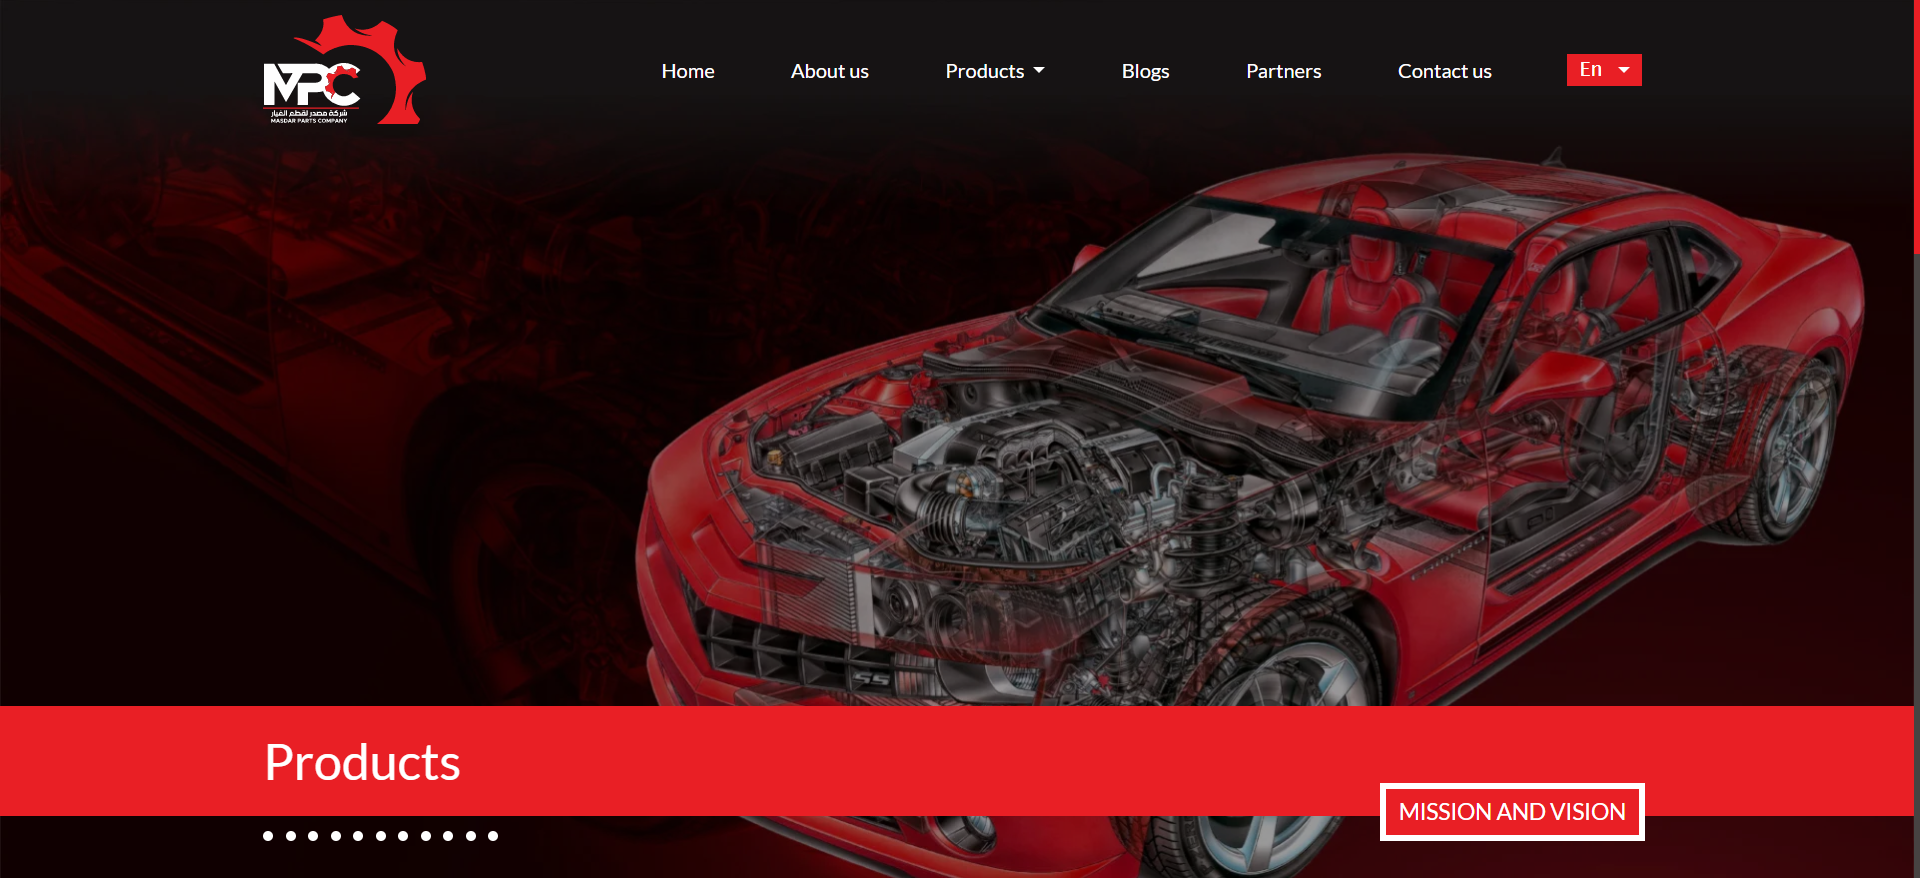 MPC
شركة مصدر لقطع الغيار
MASDAR PARTS COMPANY
Home
About us
Products
Blogs
Partners
Contact us
En
SS
Products
MISSION AND VISION